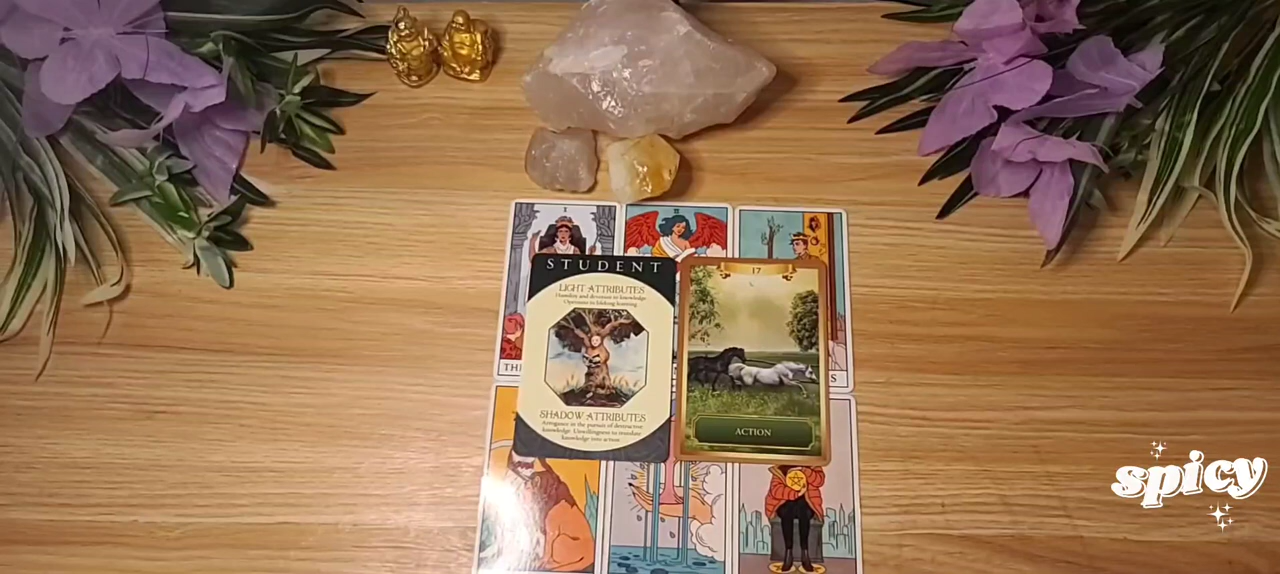 I
STUDENT
17
LIGHT ATTRIBUTES
Humility and devotion to knowledge
Openness to lifelong learning
TH
S
SHADOW ATTRIBUTES
Arrogance in the pursuit of destructive
knowledge. Unwillingness to translate
knowledge into action
ACTION
spicy